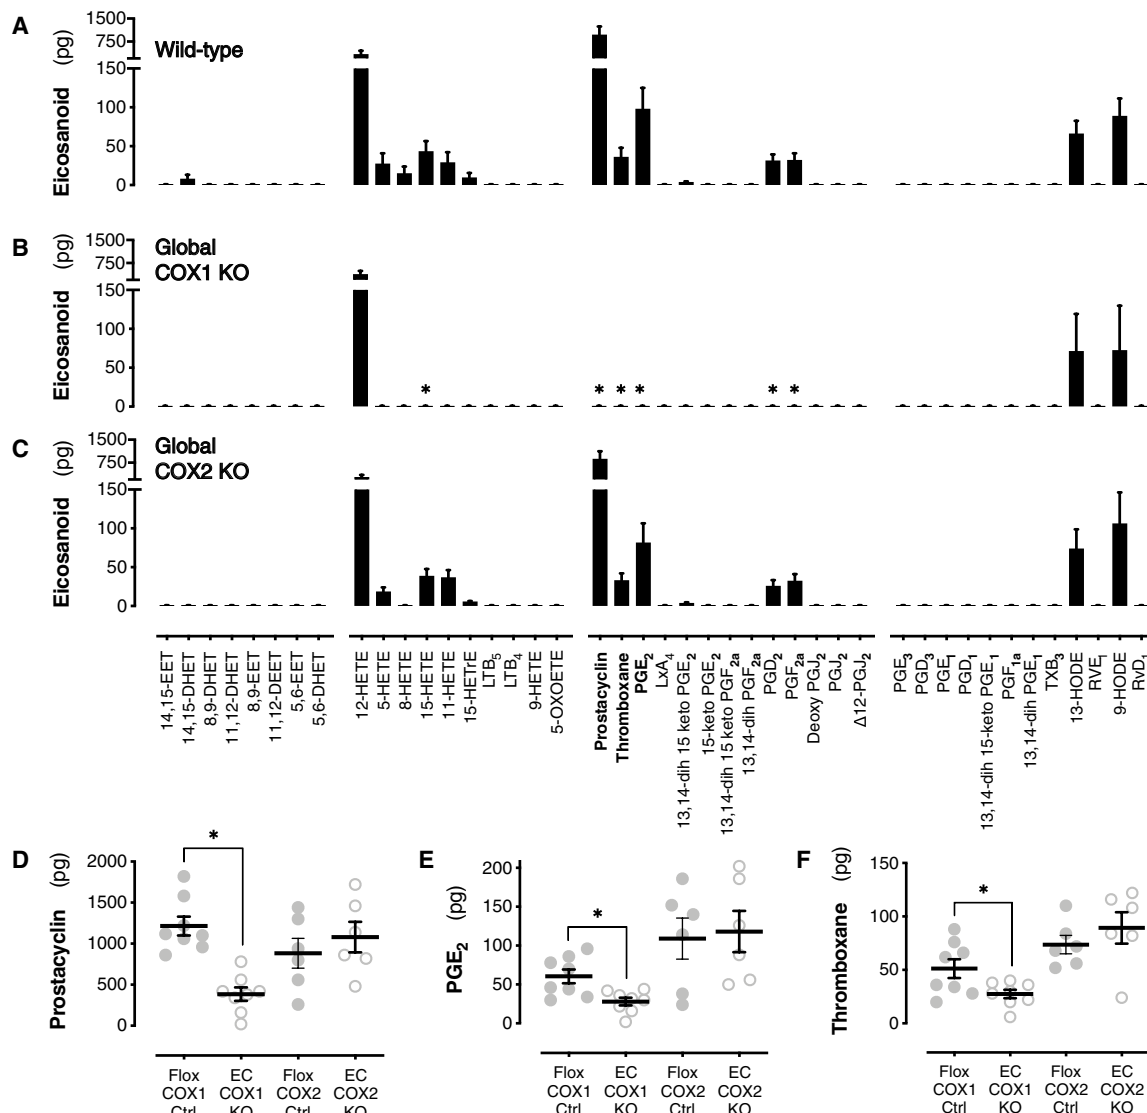 A
Wild-type
Eicosanoid (pg)
1500
750
150
100
50
0
B
Global
COX1 KO
Eicosanoid (pg)
1500
750
150
100
50
0
*
*
*
*
*
*
C
Global
COX2 KO
Eicosanoid (pg)
1500
750
150
100
50
0
14,15-EET
14,15-DHET
8,9-DHET
11,12-DHET
8,9-EET
11,12-DEET
5,6-EET
5,6-DHET
12-HETE
5-HETE
8-HETE
15-HETE
11-HETE
15-HETrE
LTB5
LTB4
9-HETE
5-OXOETE
Prostacyclin
Thromboxane
PGE2
LxA4
13,14-dih 15 keto PGE2
15-keto PGE2
13,14-dih 15 keto PGF2a
13,14-dih PGF2a
PGD2
PGF2a
Deoxy PGJ2
PGJ2
Δ12-PGJ2
PGE3
PGD3
PGE1
PGD1
13,14-dih 15-keto PGE1
PGF1a
13,14-dih PGE1
TXB3
13-HODE
RVE1
9-HODE
RvD1
D
Prostacyclin (pg)
2000
1500
1000
500
0
*
Flox
COX1
Ctrl
EC
COX1
KO
Flox
COX2
Ctrl
EC
COX2
KO
E
PGE2 (pg)
200
150
100
50
0
*
Flox
COX1
Ctrl
EC
COX1
KO
Flox
COX2
Ctrl
EC
COX2
KO
F
Thromboxane (pg)
150
100
50
0
*
Flox
COX1
Ctrl
EC
COX1
KO
Flox
COX2
Ctrl
EC
COX2
KO